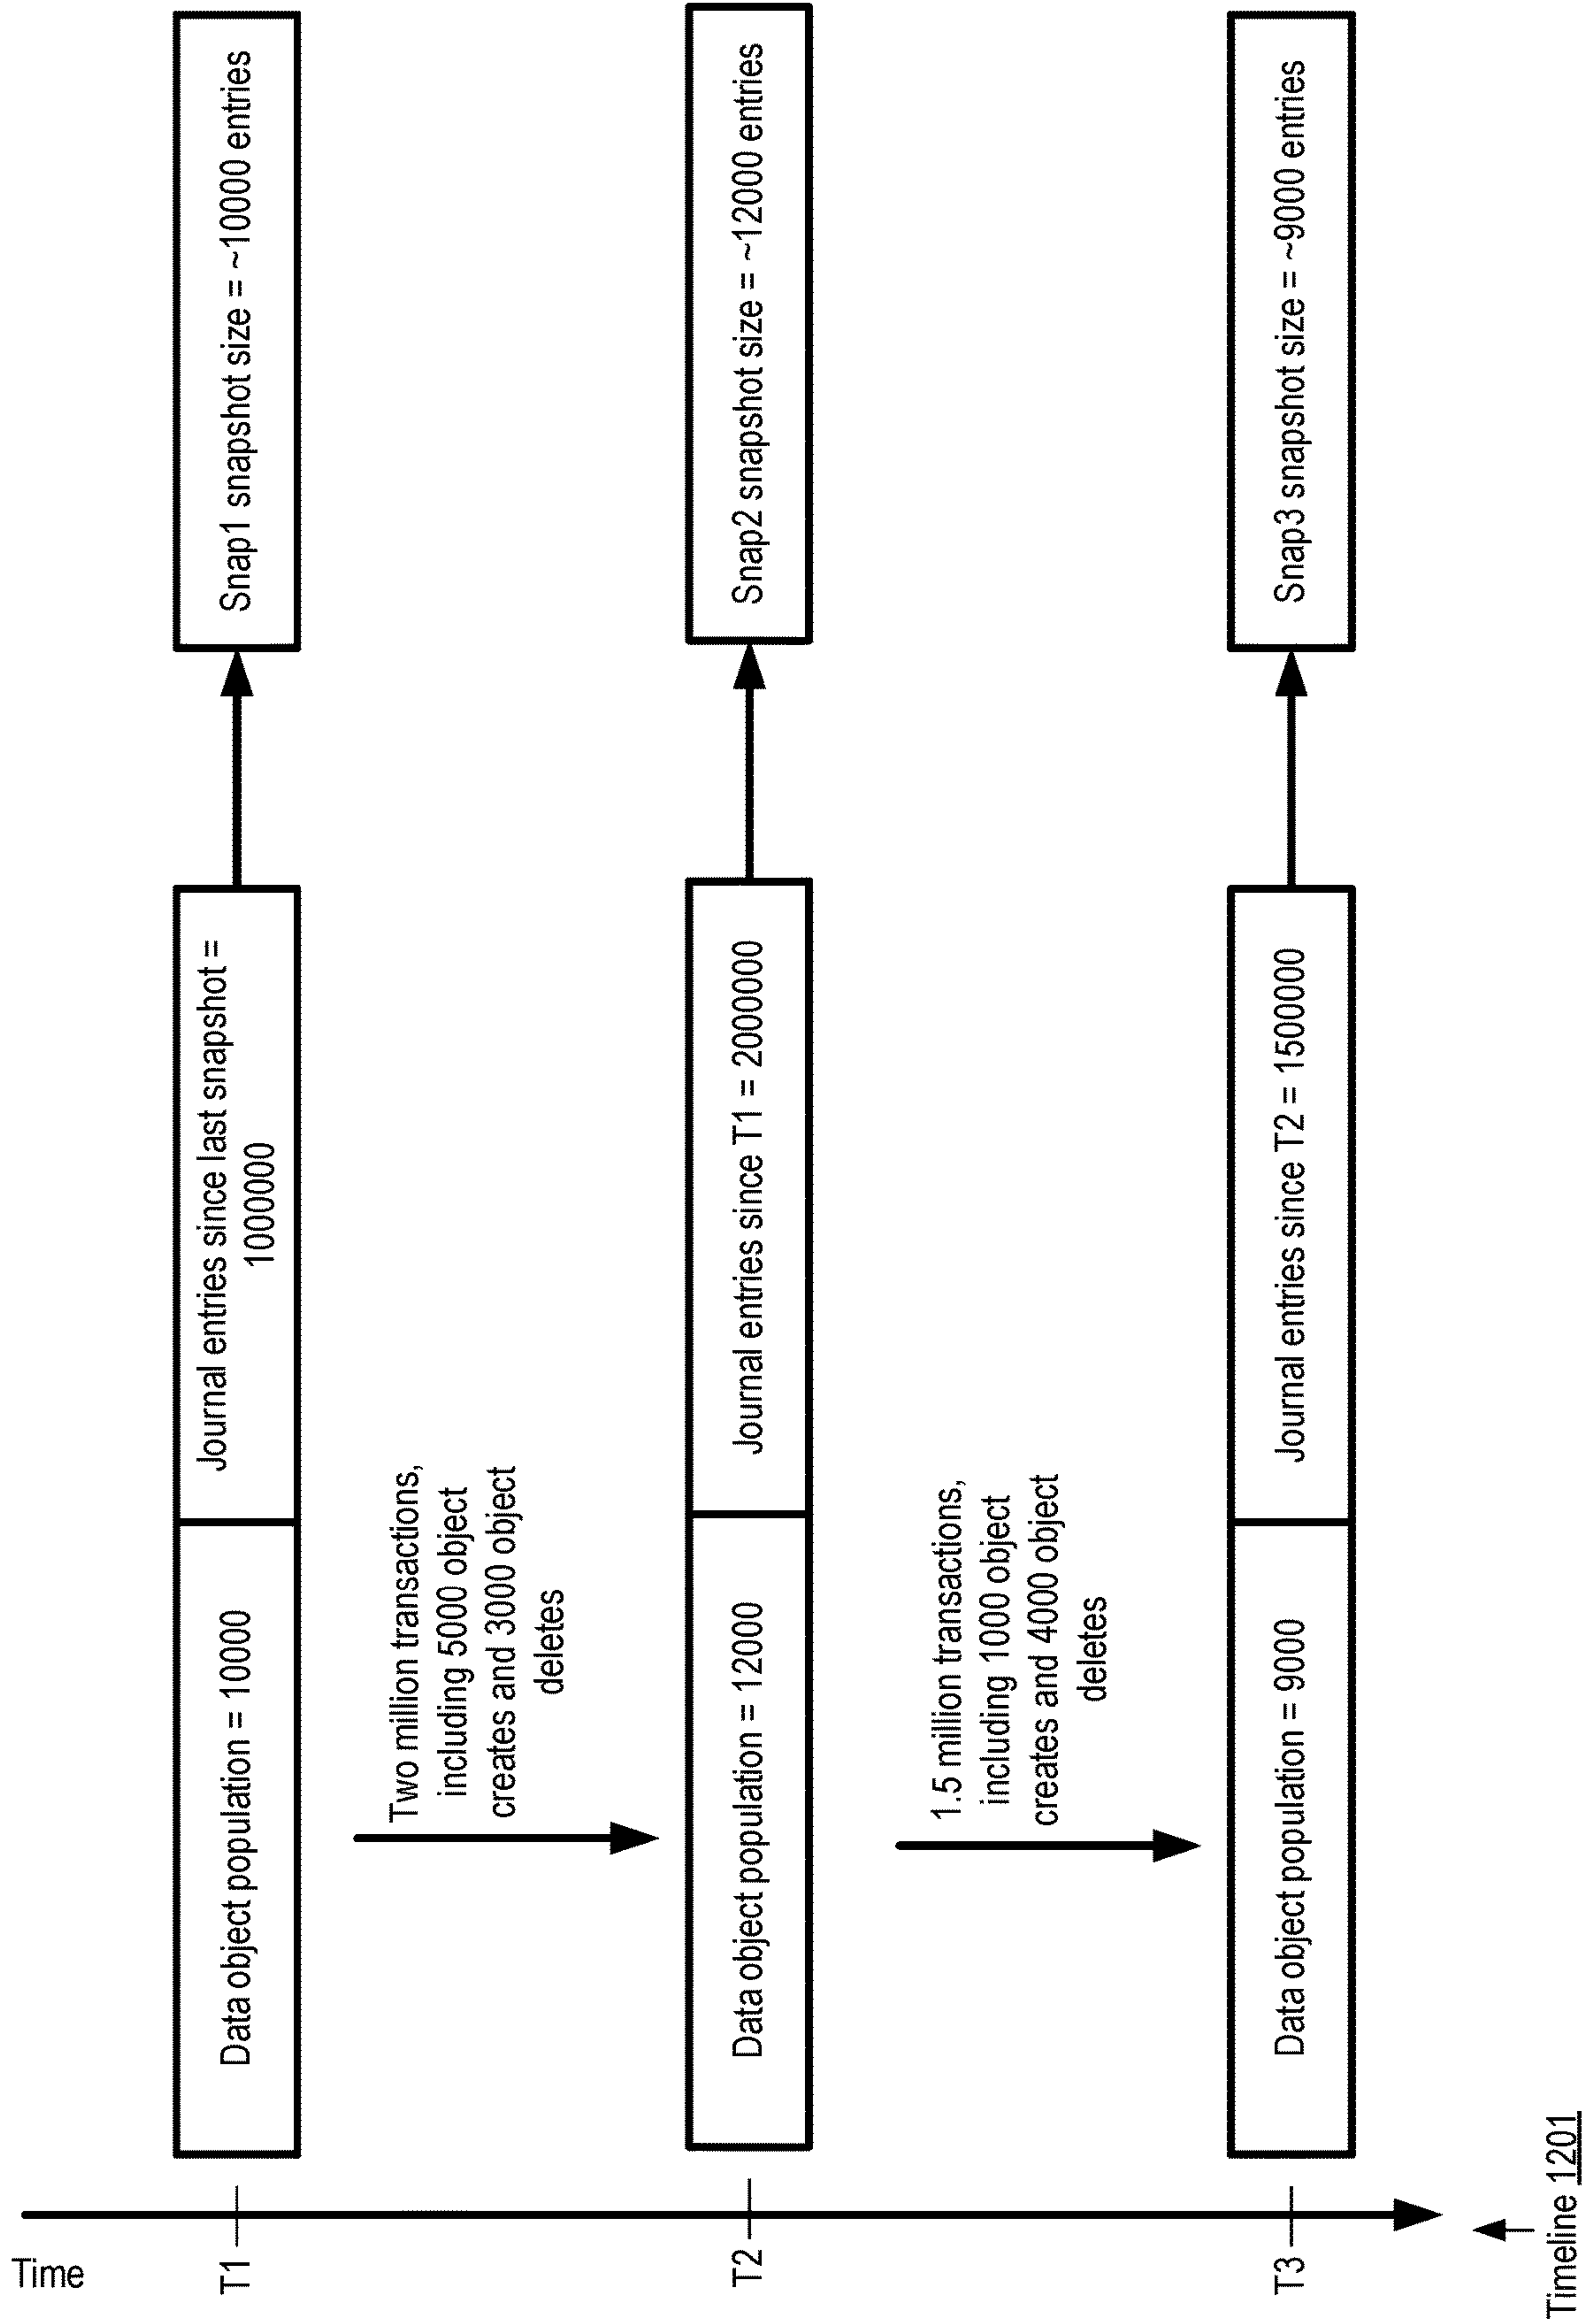 Time
T1
Data object population = 10000
Journal entries since last snapshot =
1000000
Snap1 snapshot size = ~10000 entries
Two million transactions,
including 5000 object
creates and 3000 object
deletes
T2
Data object population = 12000
Journal entries since T1 = 2000000
Snap2 snapshot size = ~12000 entries
1.5 million transactions,
including 1000 object
creates and 4000 object
deletes
T3
Data object population = 9000
Journal entries since T2 = 1500000
Snap3 snapshot size = ~9000 entries
Timeline 1201